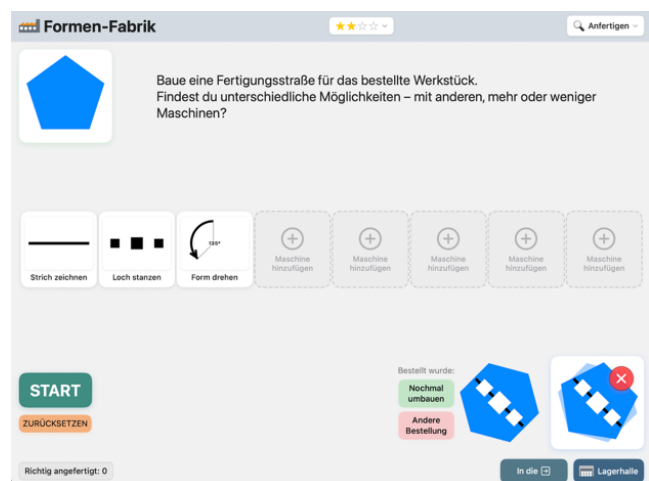 Formen-Fabrik
Anfertigen
Baue eine Fertigungsstraße für das bestellte Werkstück.
Findest du unterschiedliche Möglichkeiten – mit anderen, mehr oder weniger
Maschinen?
135°
Strich zeichnen
Loch stanzen
Form drehen
Maschine
hinzufügen
Maschine
hinzufügen
Maschine
hinzufügen
Maschine
hinzufügen
Maschine
hinzufügen
START
ZURÜCKSETZEN
Bestellt wurde:
Nochmal
umbauen
Andere
Bestellung
Richtig angefertigt: 0
In die
Lagerhalle